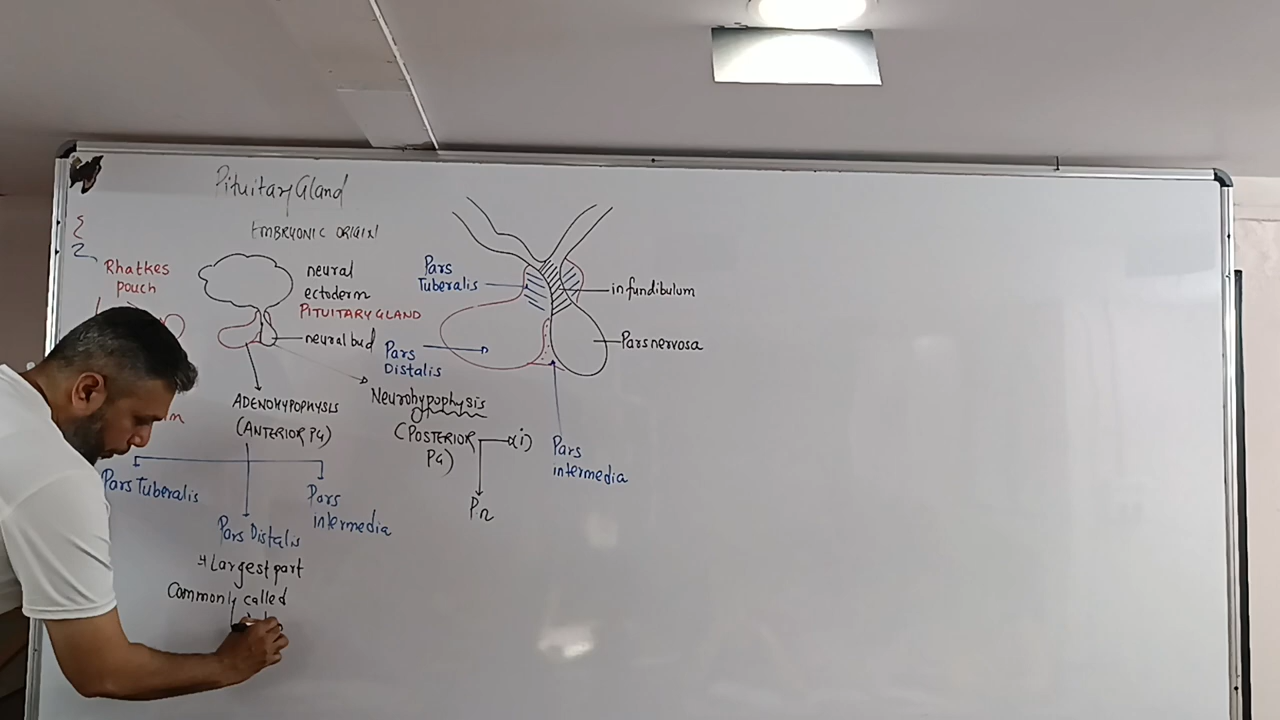 Pituitary Gland
EMBRYONIC ORIGIN
Rhatkes
pouch
neural
ectoderm
PITUITARY GLAND
neural bud
Pars
Tuberalis
infundibulum
Pars nervosa
Pars
Distalis
Pars
intermedia
ADENOHYPOPHYSIS
(ANTERIOR PG)
Neurohypophysis
(POSTERIOR
PG)
(i)
Pn
Pars Tuberalis
Pars Distalis
Pars
intermedia
Largest part
Commonly called